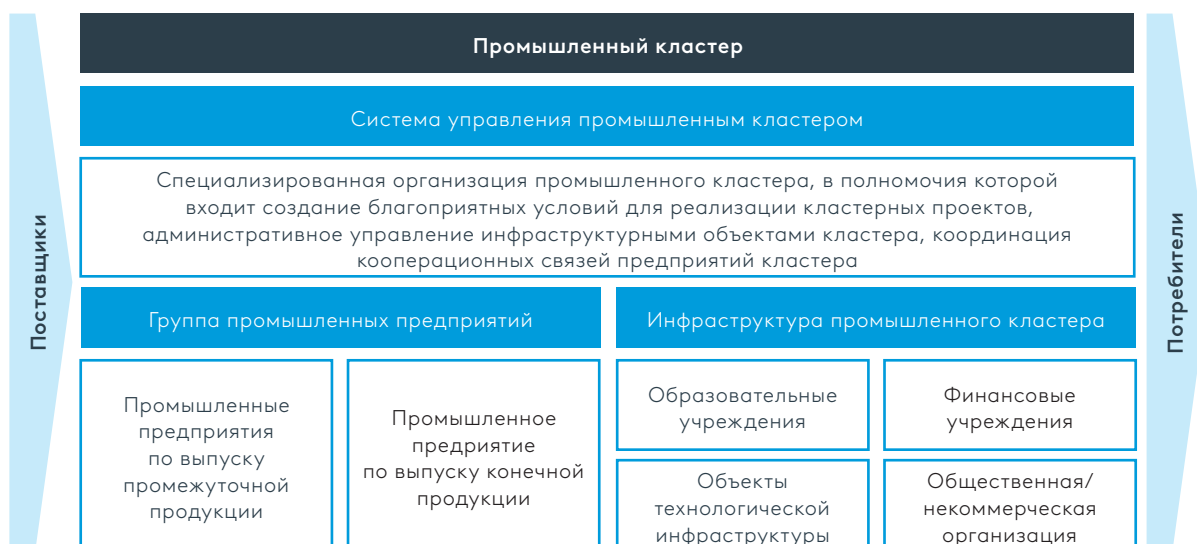 Промышленный кластер
Система управления промышленным кластером
Специализированная организация промышленного кластера, в полномочия которой
входит создание благоприятных условий для реализации кластерных проектов,
административное управление инфраструктурными объектами кластера, координация
кооперационных связей предприятий кластера
Поставщики
Потребители
Группа промышленных предприятий
Инфраструктура промышленного кластера
Промышленные
предприятия
по выпуску
промежуточной
продукции
Промышленное
предриятие
по выпуску конечной
продукции
Образовательные
учреждения
Финансовые
учреждения
Объекты
технологической
инфраструктуры
Общественная/
некоммерческая
организация